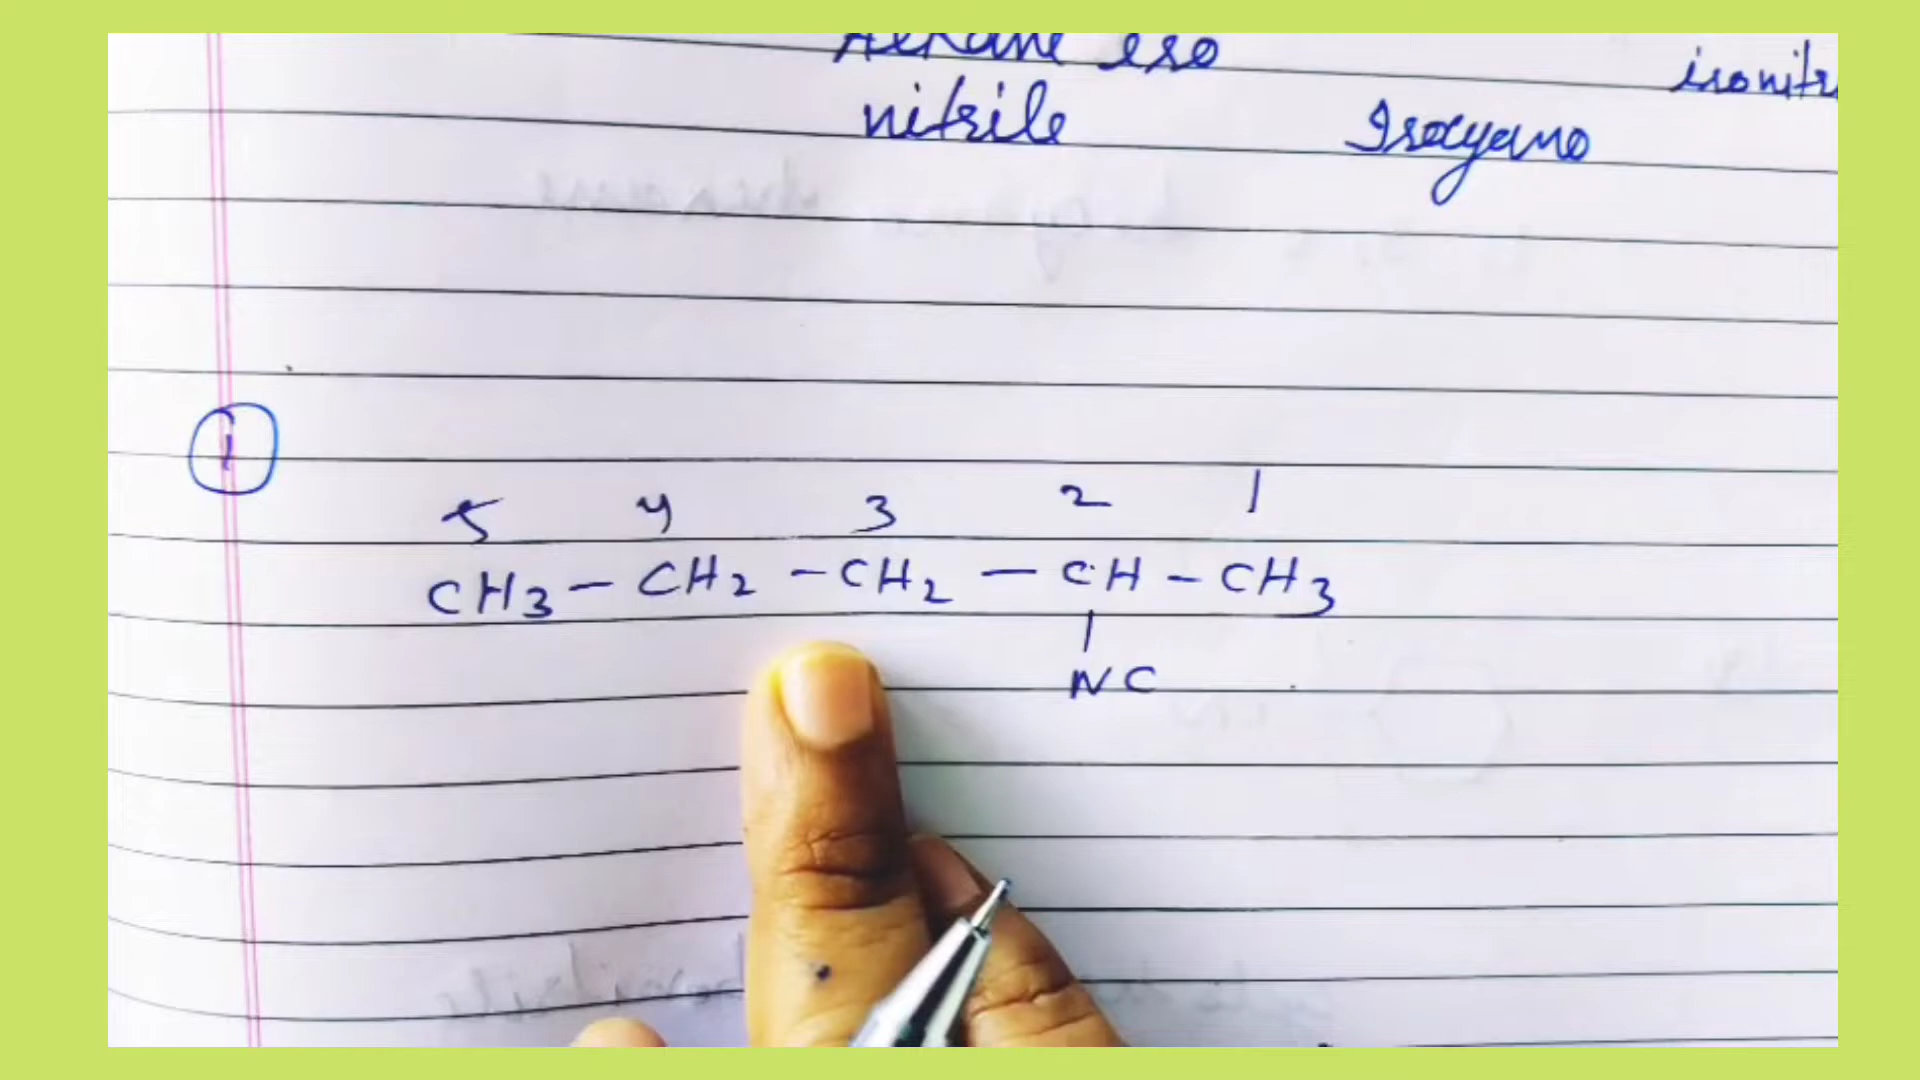 Alkane iso isonitr
nitrile Isocyano
1
5 4 3 2 1
CH3 – CH2 – CH2 – CH – CH3
|
NC